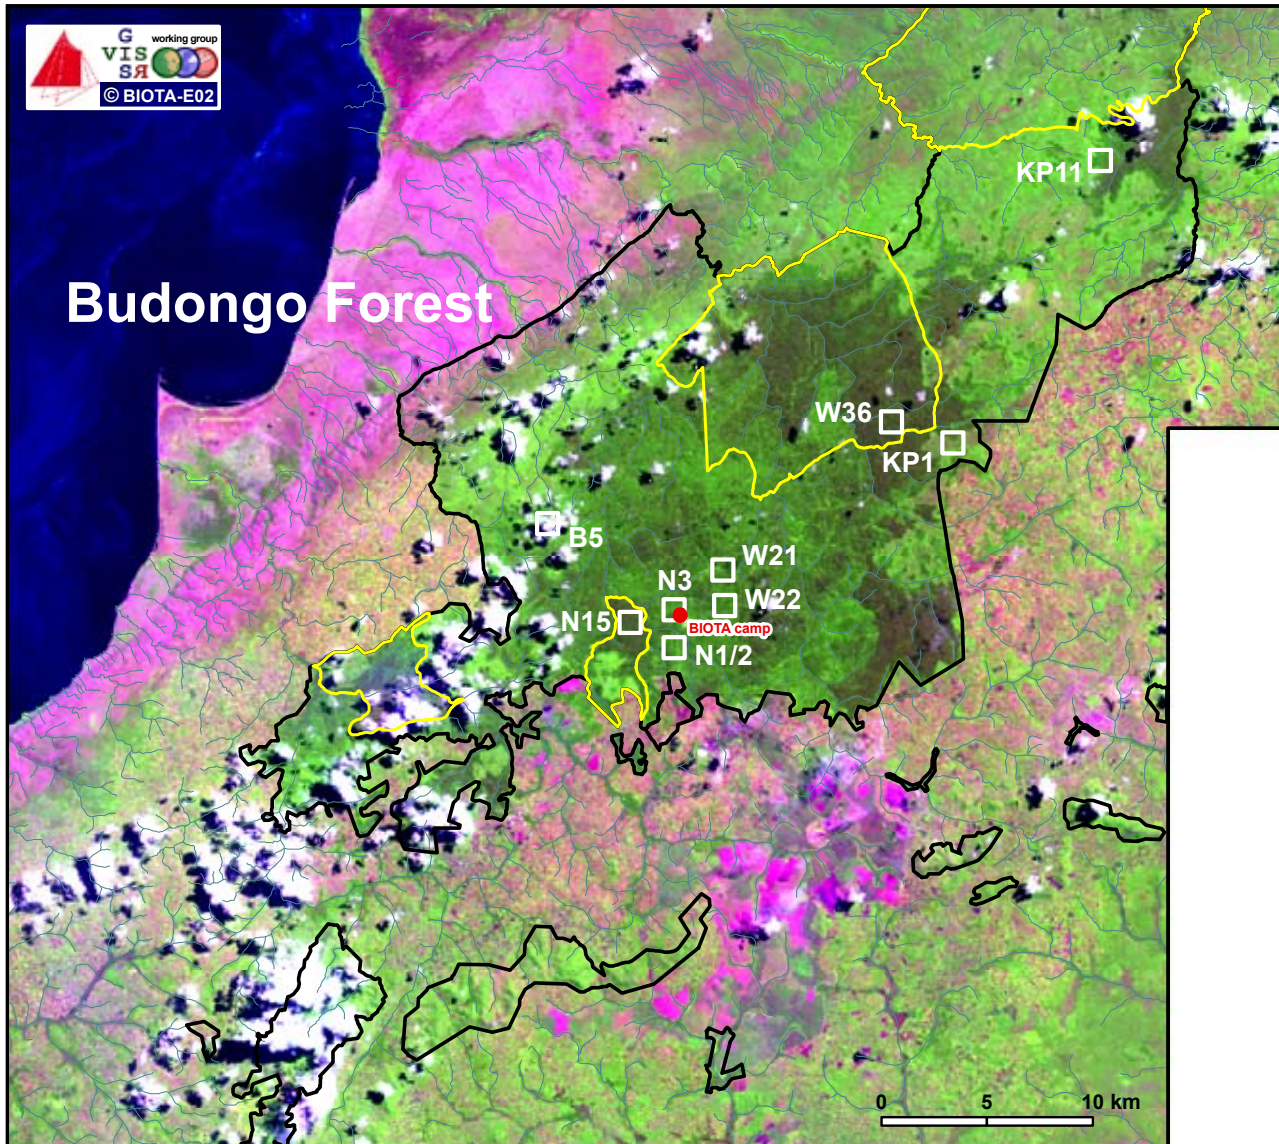 G
VIS
SЯ
working group
© BIOTA-E02
KP11
Budongo Forest
W36
KP1
B5
W21
N3
W22
N15
BIOTA camp
N1/2
0 5 10 km